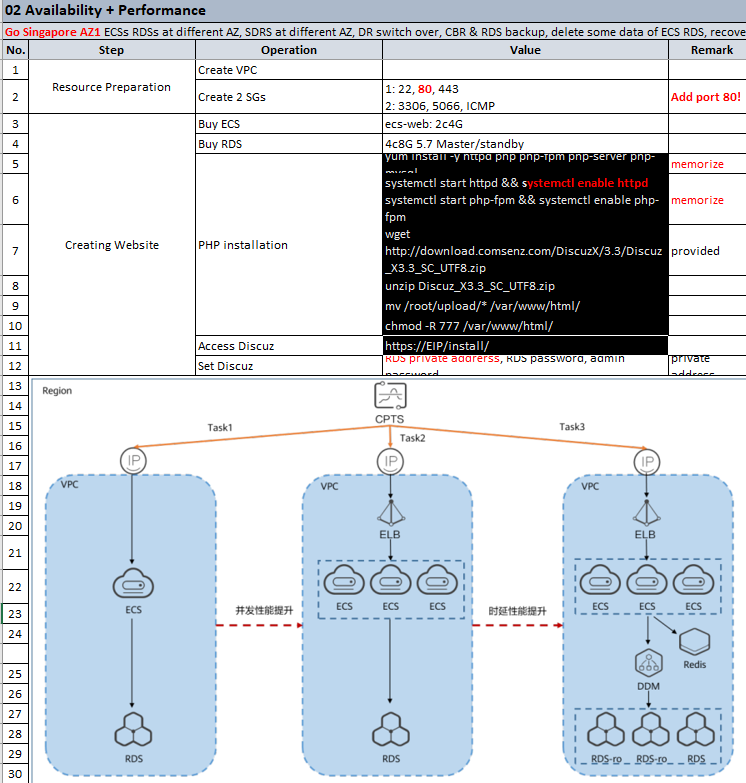 02 Availability + Performance
Go Singapore AZ1 ECSs RDSs at different AZ, SDRS at different AZ, DR switch over, CBR & RDS backup, delete some data of ECS RDS, recove
No. Step Operation Value Remark
1 Resource Preparation Create VPC
2 Create 2 SGs 1: 22, 80, 443 Add port 80!
2: 3306, 5066, ICMP
3 Creating Website Buy ECS ecs-web: 2c4G
4 Buy RDS 4c8G 5.7 Master/standby
5 PHP installation yum install -y httpd php php-fpm php-server php- memorize
mysql
6 systemctl start httpd && systemctl enable httpd memorize
systemctl start php-fpm && systemctl enable php-
fpm
7 wget provided
http://download.comsenz.com/DiscuzX/3.3/Discuz
_X3.3_SC_UTF8.zip
8 unzip Discuz_X3.3_SC_UTF8.zip
9 mv /root/upload/* /var/www/html/
10 chmod -R 777 /var/www/html/
11 Access Discuz https://EIP/install/
12 Set Discuz RDS private addrerss, RDS password, admin private
password address
13
14
15
16
17
18
19
20
21
22
23
24
25
26
27
28
29
30
Region
CPTS
Task1
Task2
Task3
IP
IP
IP
VPC
VPC
VPC
ELB
ELB
ECS
ECS ECS ECS
ECS ECS ECS
并发性能提升
时延性能提升
Redis
DDM
RDS
RDS
RDS-ro RDS-ro RDS